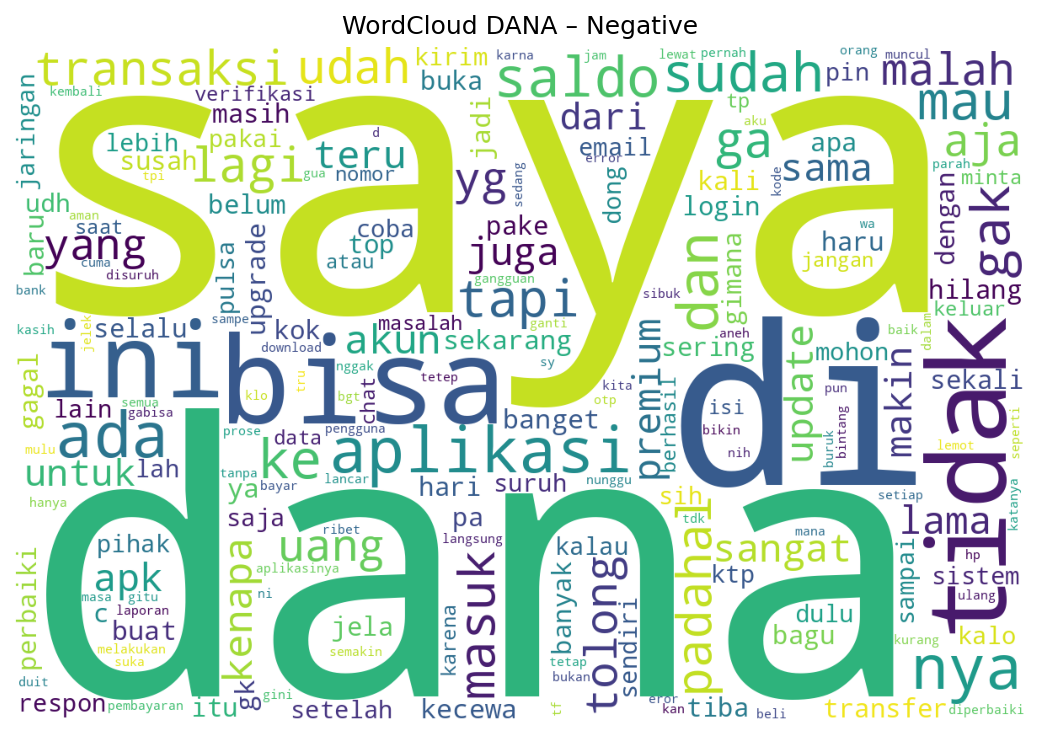 WordCloud DANA – Negative
transaksi udah kirim karna jam lewat pernah orang muncul
kembali verifikasi buka saldo sudah pin malah
jaringan masih dari tp mau
lebih pakai d teru jadi email error ga aku apa aja
susah lagi gua nomor yg sedang dong kali kode sama parah minta
tpi udh belum login dengan gak
aman saat baru coba pake wa
yang cuma top juga dan gimana haru
disuruh pulsa upgrade atau gangguan jangan
bank tapi sibuk hilang
saya
kasih selalu sampe kok masalah ganti aneh baik dalam keluar
jelek download akun sekarang sering update mohon
ini bisa nggak sy premium di makin tidak
gagal semua klo tru bgt chat tetep kita pun sekali
lain gabisa pengguna banget otp isi bintang
ada prose data aplikasi berhasil bikin buruk lemot seperti
mulu untuk lah ke tanpa lancar nih
hanya ya bayar hari suruh nunggu setiap
saja pa sih lama katanya
dana
pihak kenapa uang ribet langsung kalau tdk sangat mana
perbaiki apk aplikasinya masuk banyak tolong padahal ktp sampai hp sistem
masa gitu ni ulang
c laporan jela karena sendiri dulu
buat bagu kurang kalo
melakukan semakin tetap
suka bukan nya
duit gk gini eror
respon pembayaran itu setelah kecewa tf kan tiba beli transfer diperbaiki